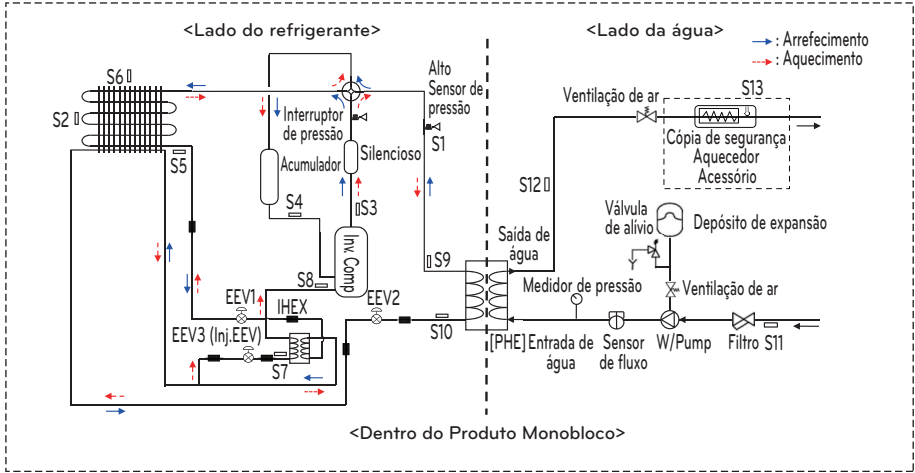 <Lado do refrigerante>
<Lado da água>
: Arrefecimento
: Aquecimento
S6
S2
S5
Interruptor
de pressão
Acumulador
Silencioso
Alto
Sensor de
pressão
S1
S4
S3
Inv. Comp
S8
S9
EEV1
IHEX
EEV2
EEV3 (Inj.EEV)
S7
S10
Ventilação de ar
S13
Cópia de segurança
Aquecedor
Acessório
S12
Válvula
de alívio
Depósito de expansão
Saída de
água
Medidor de pressão
Ventilação de ar
[PHE]
Entrada de
água
Sensor
de fluxo
W/Pump
Filtro
S11
<Dentro do Produto Monobloco>